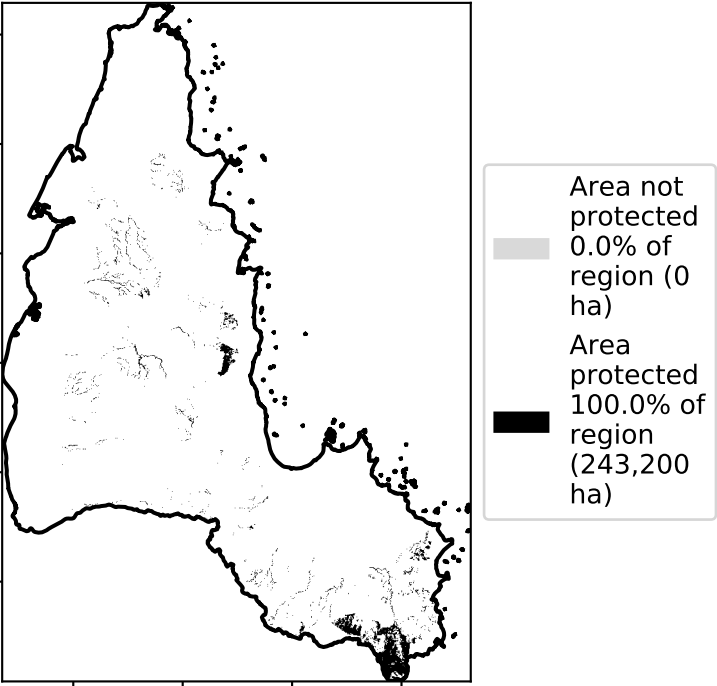 Area not
protected
0.0% of
region (0
ha)
Area
protected
100.0% of
region
(243,200
ha)